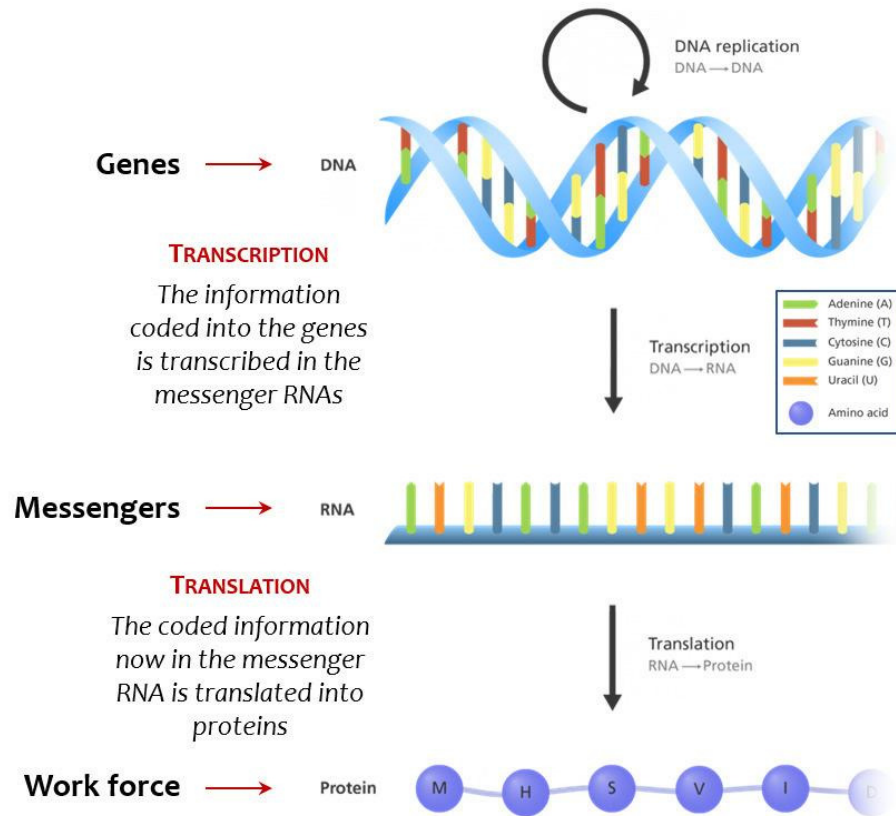 DNA replication
DNA → DNA
Genes
DNA
TRANSCRIPTION
The information
coded into the genes
is transcribed in the
messenger RNAs
Adenine (A)
Thymine (T)
Cytosine (C)
Guanine (G)
Uracil (U)
Amino acid
Transcription
DNA → RNA
Messengers
RNA
TRANSLATION
The coded information
now in the messenger
RNA is translated into
proteins
Translation
RNA → Protein
Work force
Protein
M H S V I D